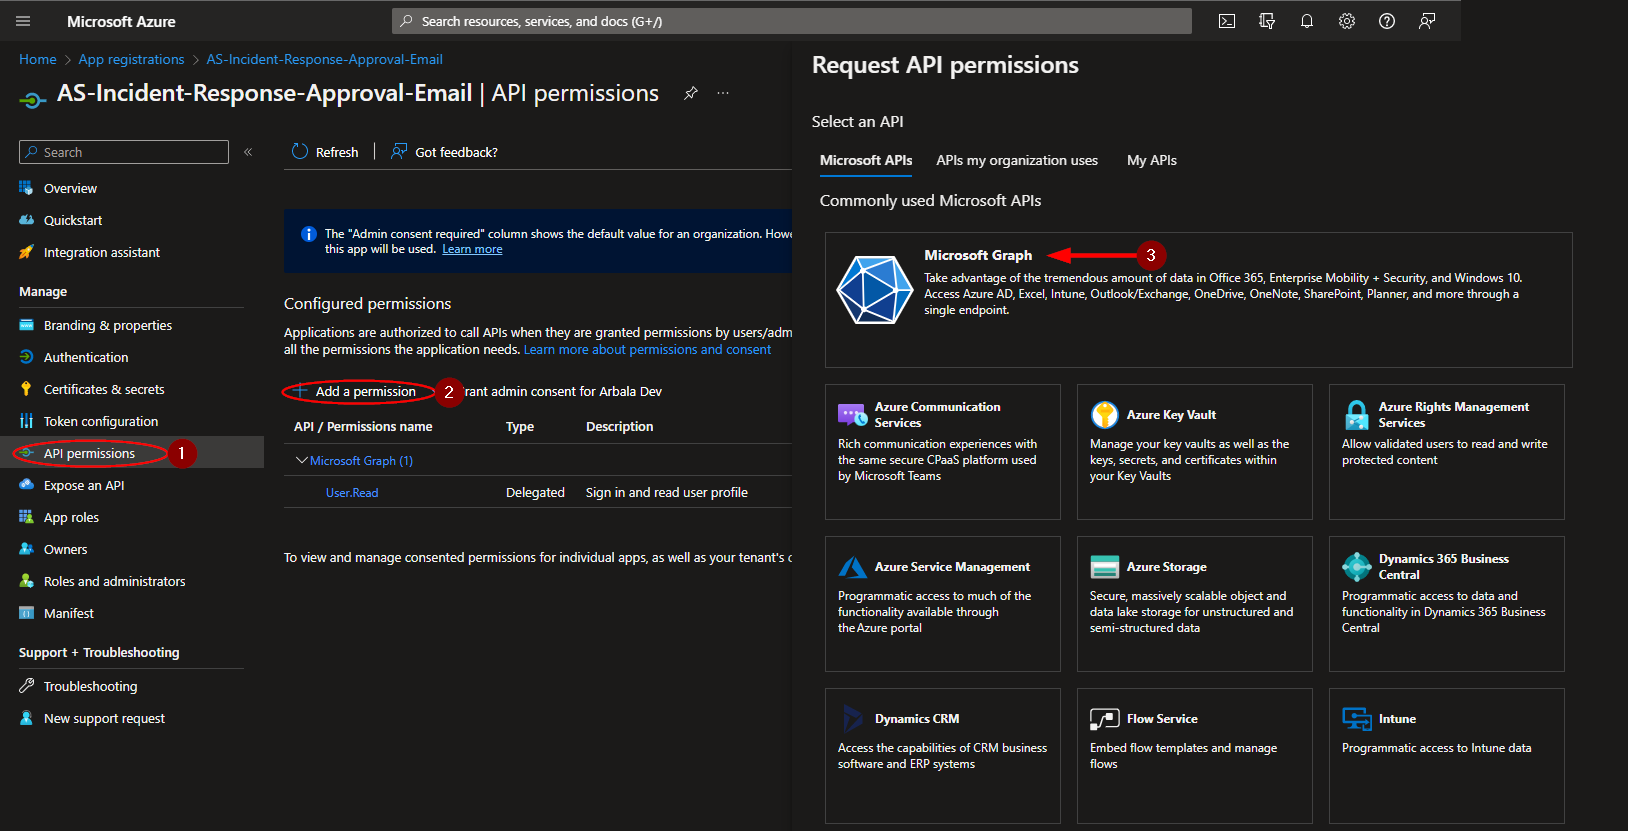 Microsoft Azure
Search resources, services, and docs (G+/)
Home > App registrations > AS-Incident-Response-Approval-Email
AS-Incident-Response-Approval-Email | API permissions
Search
Overview
Quickstart
Integration assistant
Manage
Branding & properties
Authentication
Certificates & secrets
Token configuration
API permissions
1
Expose an API
App roles
Owners
Roles and administrators
Manifest
Support + Troubleshooting
Troubleshooting
New support request
Refresh
Got feedback?
The "Admin consent required" column shows the default value for an organization. Howe
this app will be used. Learn more
Configured permissions
Applications are authorized to call APIs when they are granted permissions by users/adm
all the permissions the application needs. Learn more about permissions and consent
Add a permission
2
rant admin consent for Arbala Dev
API / Permissions name Type Description
Microsoft Graph (1)
User.Read Delegated Sign in and read user profile
To view and manage consented permissions for individual apps, as well as your tenant's c
Request API permissions
Select an API
Microsoft APIs APIs my organization uses My APIs
Commonly used Microsoft APIs
Microsoft Graph
3
Take advantage of the tremendous amount of data in Office 365, Enterprise Mobility + Security, and Windows 10.
Access Azure AD, Excel, Intune, Outlook/Exchange, OneDrive, OneNote, SharePoint, Planner, and more through a
single endpoint.
Azure Communication
Services
Rich communication experiences with
the same secure CPaaS platform used
by Microsoft Teams
Azure Key Vault
Manage your key vaults as well as the
keys, secrets, and certificates within
your Key Vaults
Azure Rights Management
Services
Allow validated users to read and write
protected content
Azure Service Management
Programmatic access to much of the
functionality available through
the Azure portal
Azure Storage
Secure, massively scalable object and
data lake storage for unstructured and
semi-structured data
Dynamics 365 Business
Central
Programmatic access to data and
functionality in Dynamics 365 Business
Central
Dynamics CRM
Access the capabilities of CRM business
software and ERP systems
Flow Service
Embed flow templates and manage
flows
Intune
Programmatic access to Intune data